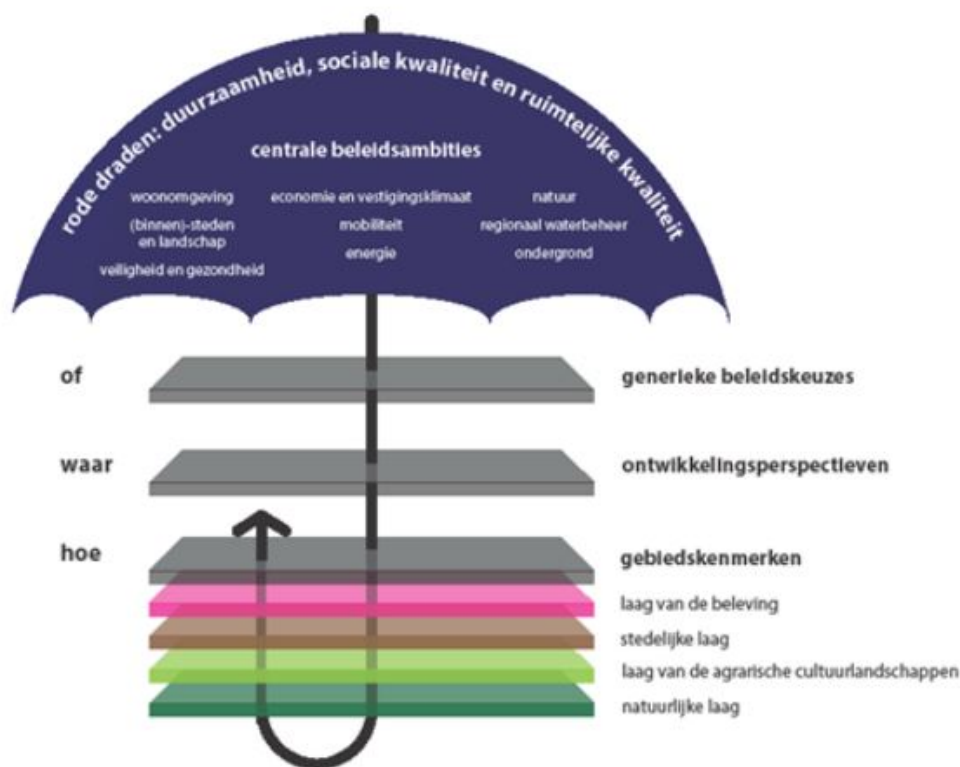 rode draden: duurzaamheid, sociale kwaliteit en ruimtelijke kwaliteit
centrale beleidsambities
woonomgeving
(binnen)-steden
en landschap
veiligheid en gezondheid
economie en vestigingsklimaat
mobiliteit
energie
natuur
regionaal waterbeheer
ondergrond
of
generieke beleidskeuzes
waar
ontwikkelingsperspectieven
hoe
gebiedskenmerken
laag van de beleving
stedelijke laag
laag van de agrarische cultuurlandschappen
natuurlijke laag